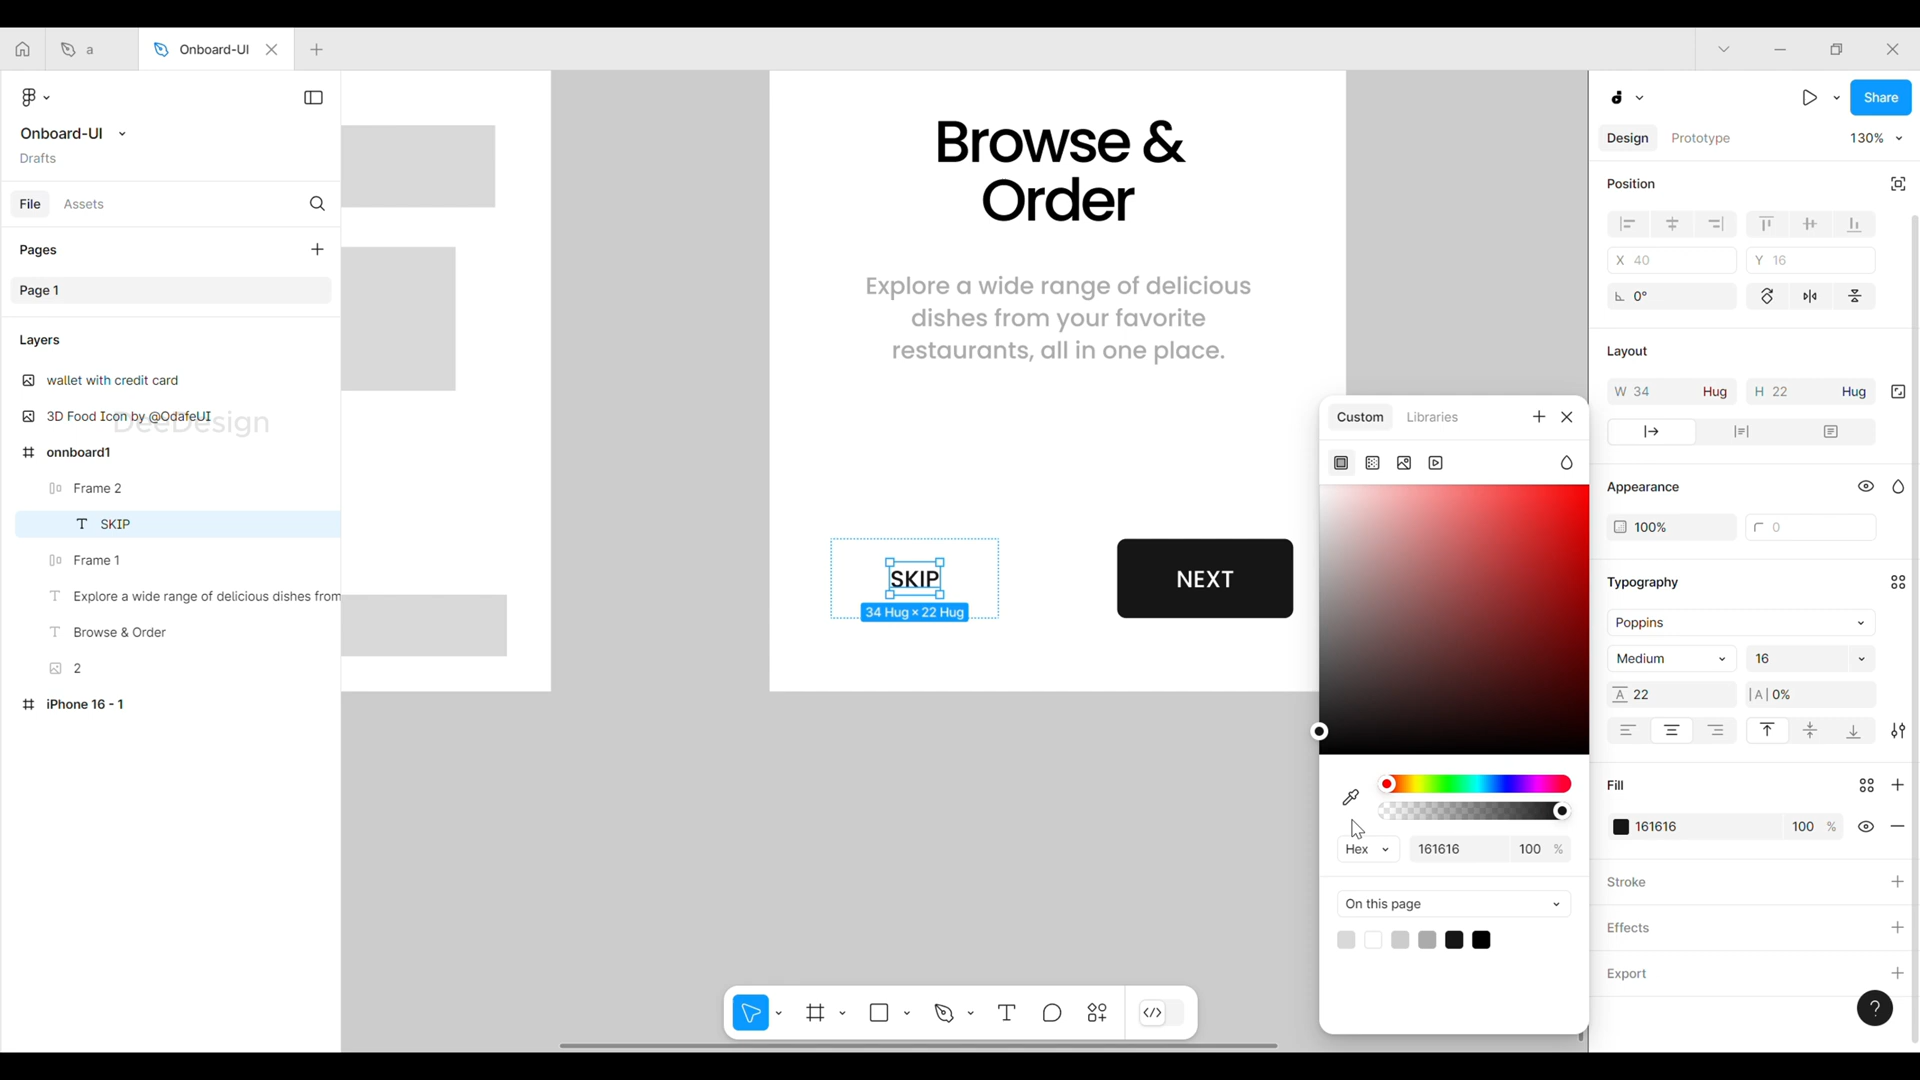 a
Onboard-UI
Onboard-UI
Drafts
File
Assets
Pages
Page 1
Layers
wallet with credit card
3D Food Icon by @OdafeUI
DeeDesign
onnboard1
Frame 2
SKIP
Frame 1
Explore a wide range of delicious dishes from
Browse & Order
2
iPhone 16 - 1
Browse &
Order
Explore a wide range of delicious
dishes from your favorite
restaurants, all in one place.
SKIP
34 Hug × 22 Hug
NEXT
Custom
Libraries
Hex
161616
100 %
On this page
Share
Design
Prototype
130%
Position
X 40
Y 16
0°
Layout
W 34 Hug
H 22 Hug
Appearance
100%
0
Typography
Poppins
Medium
16
22
0%
Fill
161616
100 %
Stroke
Effects
Export
?